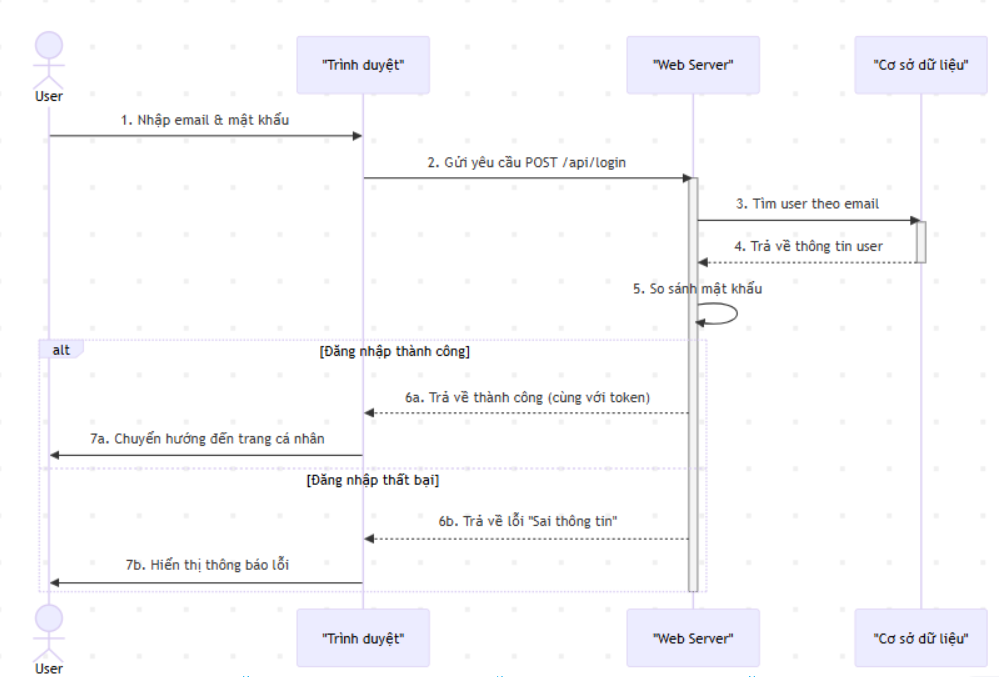 "Trình duyệt"
"Web Server"
"Cơ sở dữ liệu"
User
1. Nhập email & mật khẩu
2. Gửi yêu cầu POST /api/login
3. Tìm user theo email
4. Trả về thông tin user
5. So sánh mật khẩu
alt
[Đăng nhập thành công]
6a. Trả về thành công (cùng với token)
7a. Chuyển hướng đến trang cá nhân
[Đăng nhập thất bại]
6b. Trả về lỗi "Sai thông tin"
7b. Hiển thị thông báo lỗi
"Trình duyệt"
"Web Server"
"Cơ sở dữ liệu"
User